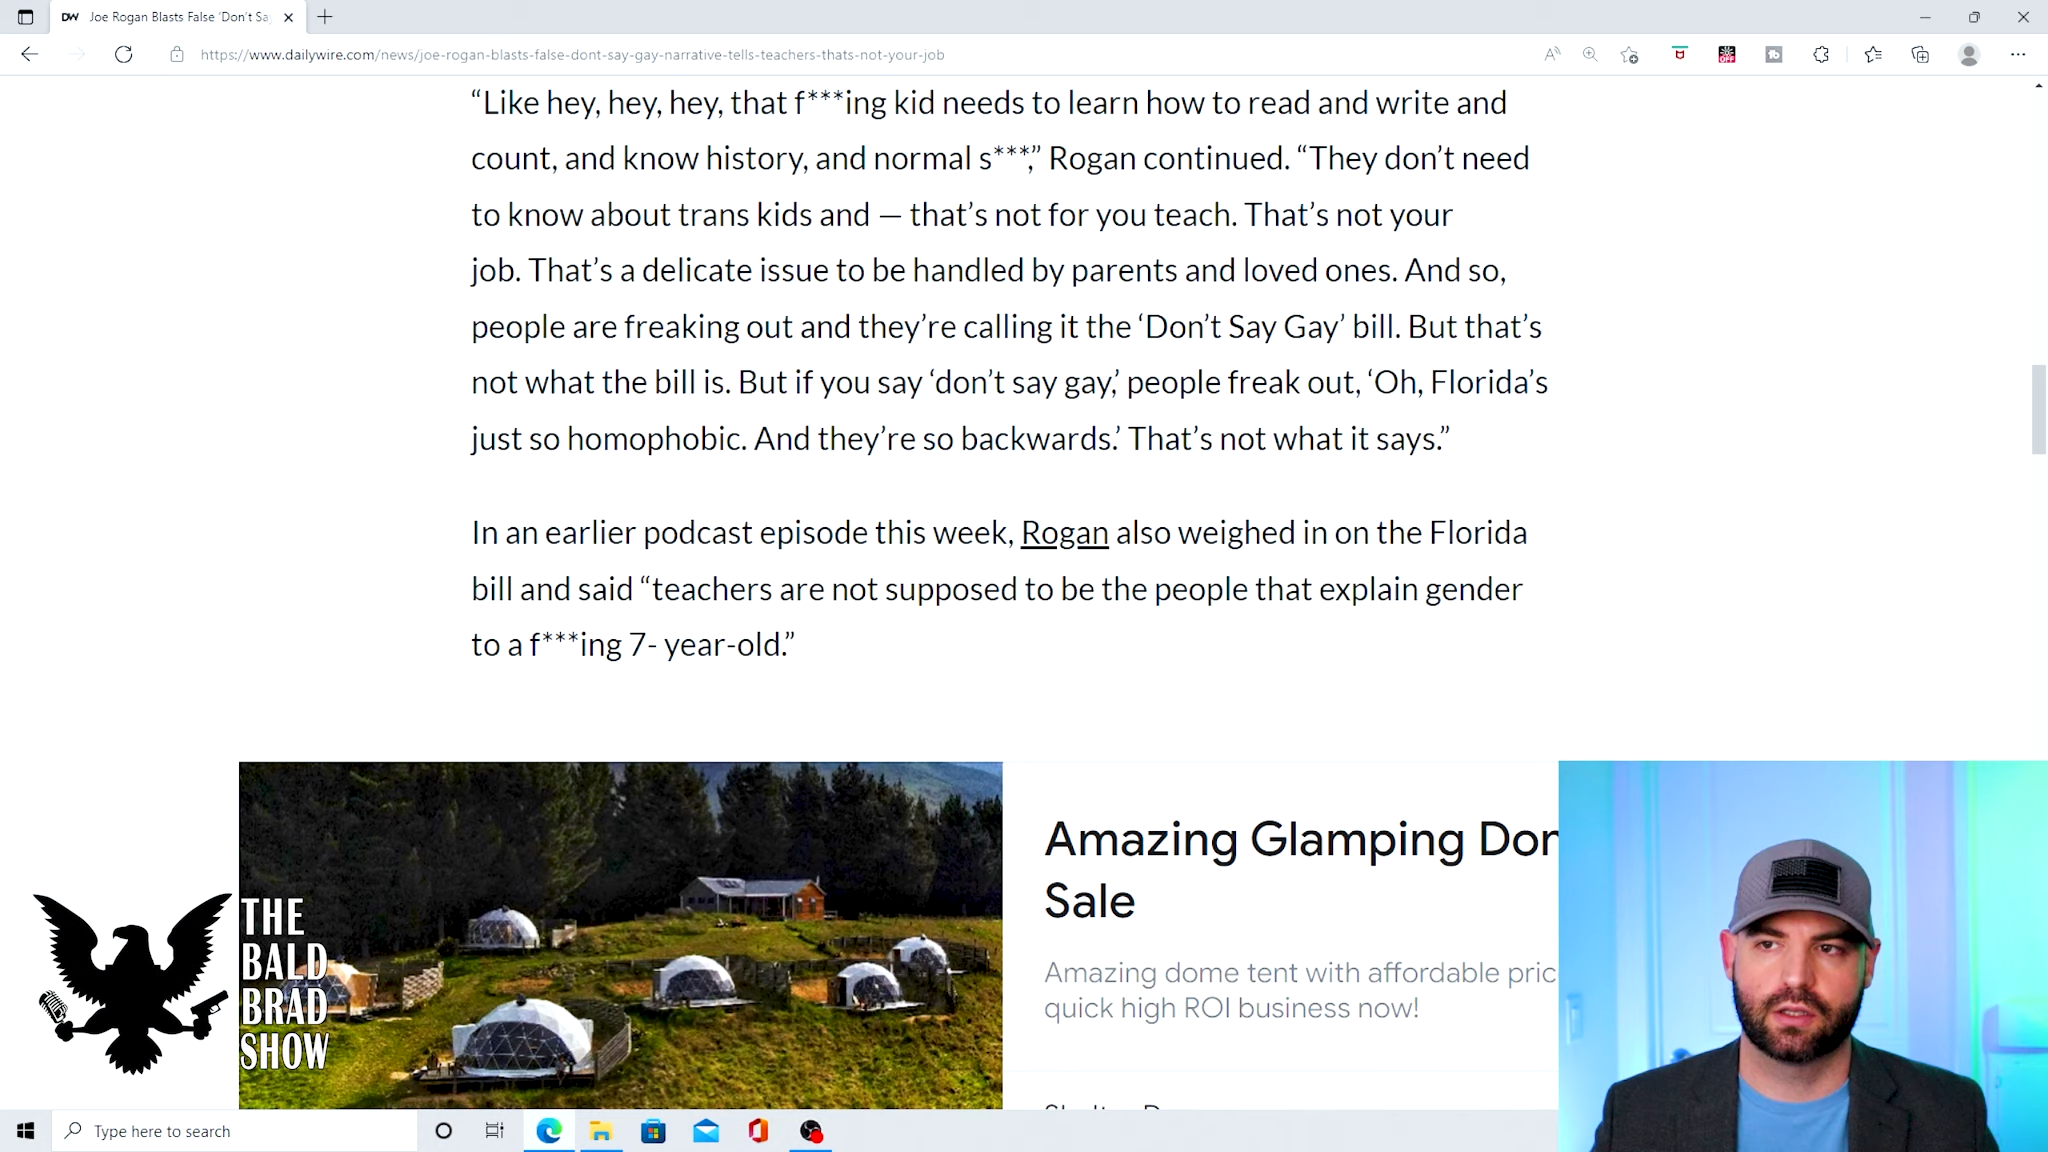 DW Joe Rogan Blasts False 'Don't Sa
https://www.dailywire.com/news/joe-rogan-blasts-false-dont-say-gay-narrative-tells-teachers-thats-not-your-job
“Like hey, hey, hey, that f***ing kid needs to learn how to read and write and
count, and know history, and normal s***,” Rogan continued. “They don’t need
to know about trans kids and — that’s not for you teach. That’s not your
job. That’s a delicate issue to be handled by parents and loved ones. And so,
people are freaking out and they’re calling it the ‘Don’t Say Gay’ bill. But that’s
not what the bill is. But if you say ‘don’t say gay,’ people freak out, ‘Oh, Florida’s
just so homophobic. And they’re so backwards.’ That’s not what it says.”
In an earlier podcast episode this week, Rogan also weighed in on the Florida
bill and said “teachers are not supposed to be the people that explain gender
to a f***ing 7- year-old.”
Amazing Glamping Dor
Sale
Amazing dome tent with affordable pric
quick high ROI business now!
THE
BALD
BRAD
SHOW
Type here to search